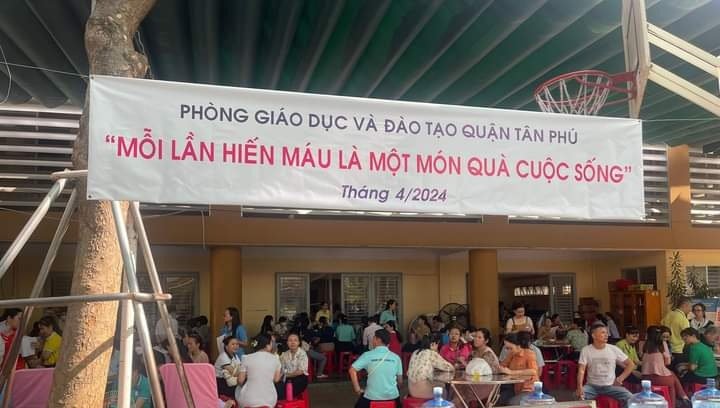 PHÒNG GIÁO DỤC VÀ ĐÀO TẠO QUẬN TÂN PHÚ
“MỖI LẦN HIẾN MÁU LÀ MỘT MÓN QUÀ CUỘC SỐNG”
Tháng 4/2024